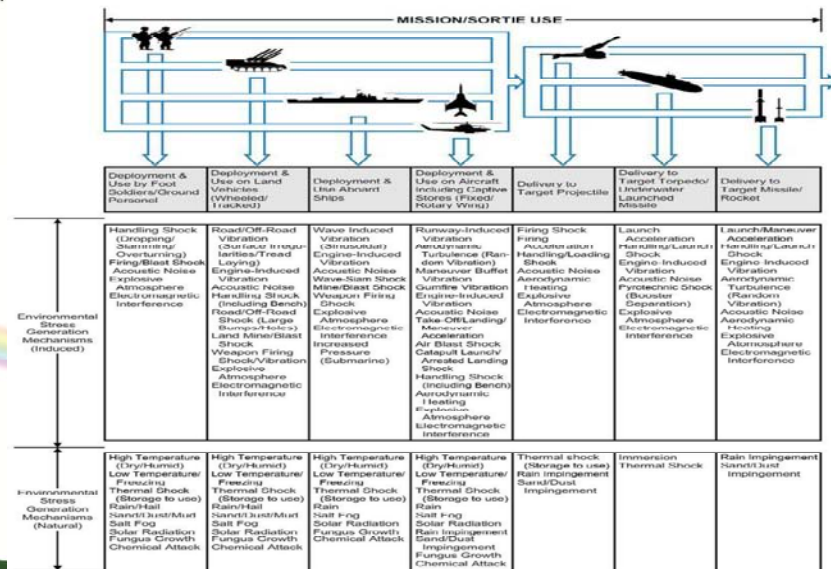 MISSION/SORTIE USE
Deployment &
Use by Foot
Soldiers/Ground
Personel
Deployment &
Use on Land
Vehicles
(Wheeled/
Tracked)
Deployment &
Use Aboard
Ships
Deployment &
Use on Aircraft
Including Captive
Stores (Fixed/
Rotary Wing)
Delivery to
Target Projectile
Delivery to
Target Torpedo/
Underwater
Launched
Missile
Delivery to
Target Missile/
Rocket
Environmental
Stress
Generation
Mechanisms
(Induced)
Handling Shock
(Dropping/
Slamming/
Overturning)
Firing/Blast Shock
Acoustic Noise
Explosive
Atmosphere
Electromagnetic
Interference
Road/Off-Road
Vibration
(Surface Irregu-
larities/Tread
Laying)
Engine-Induced
Vibration
Acoustic Noise
Handling Shock
(Including Bench)
Road/Off-Road
Shock (Large
Bumps/Holes)
Land Mine/Blast
Shock
Weapon Firing
Shock/Vibration
Explosive
Atmosphere
Electromagnetic
Interference
Wave Induced
Vibration
(Sinusoidal)
Engine-Induced
Vibration
Acoustic Noise
Wave-Slam Shock
Mine/Blast Shock
Weapon Firing
Shock
Explosive
Atmosphere
Electromagnetic
Interference
Increased
Pressure
(Submarine)
Runway-Induced
Vibration
Aerodynamic
Turbulence (Ran-
dom Vibration)
Maneuver Buffet
Vibration
Gunfire Vibration
Engine-Induced
Vibration
Acoustic Noise
Take-Off/Landing/
Maneuver
Acceleration
Air Blast Shock
Catapult Launch/
Arrested Landing
Shock
Handling Shock
(Including Bench)
Aerodynamic
Heating
Explosive
Atmosphere
Electromagnetic
Interference
Firing Shock
Firing
Acceleration
Handling/Loading
Shock
Acoustic Noise
Aerodynamic
Heating
Explosive
Atmosphere
Electromagnetic
Interference
Launch
Acceleration
Handling/Launch
Shock
Engine-Induced
Vibration
Acoustic Noise
Pyrotechnic Shock
(Booster
Separation)
Explosive
Atmosphere
Electromagnetic
Interference
Launch/Maneuver
Acceleration
Handling/Launch
Shock
Engine-Induced
Vibration
Aerodynamic
Turbulence
(Random
Vibration)
Acoustic Noise
Aerodynamic
Heating
Explosive
Atomosphere
Electromagnetic
Interference
Environmental
Stress
Generation
Mechanisms
(Natural)
High Temperature
(Dry/Humid)
Low Temperature/
Freezing
Thermal Shock
(Storage to use)
Rain/Hail
Sand/Dust/Mud
Salt Fog
Solar Radiation
Fungus Growth
Chemical Attack
High Temperature
(Dry/Humid)
Low Temperature/
Freezing
Thermal Shock
(Storage to use)
Rain/Hail
Sand/Dust/Mud
Salt Fog
Solar Radiation
Fungus Growth
Chemical Attack
High Temperature
(Dry/Humid)
Low Temperature/
Freezing
Thermal Shock
(Storage to use)
Rain
Salt Fog
Solar Radiation
Fungus Growth
Chemical Attack
High Temperature
(Dry/Humid)
Low Temperature/
Freezing
Thermal Shock
(Storage to use)
Rain
Salt Fog
Solar Radiation
Rain Impingement
Sand/Dust
Impingement
Fungus Growth
Chemical Attack
Thermal shock
(Storage to use)
Rain Impingement
Sand/Dust
Impingement
Immersion
Thermal Shock
Rain Impingement
Sand/Dust
Impingement